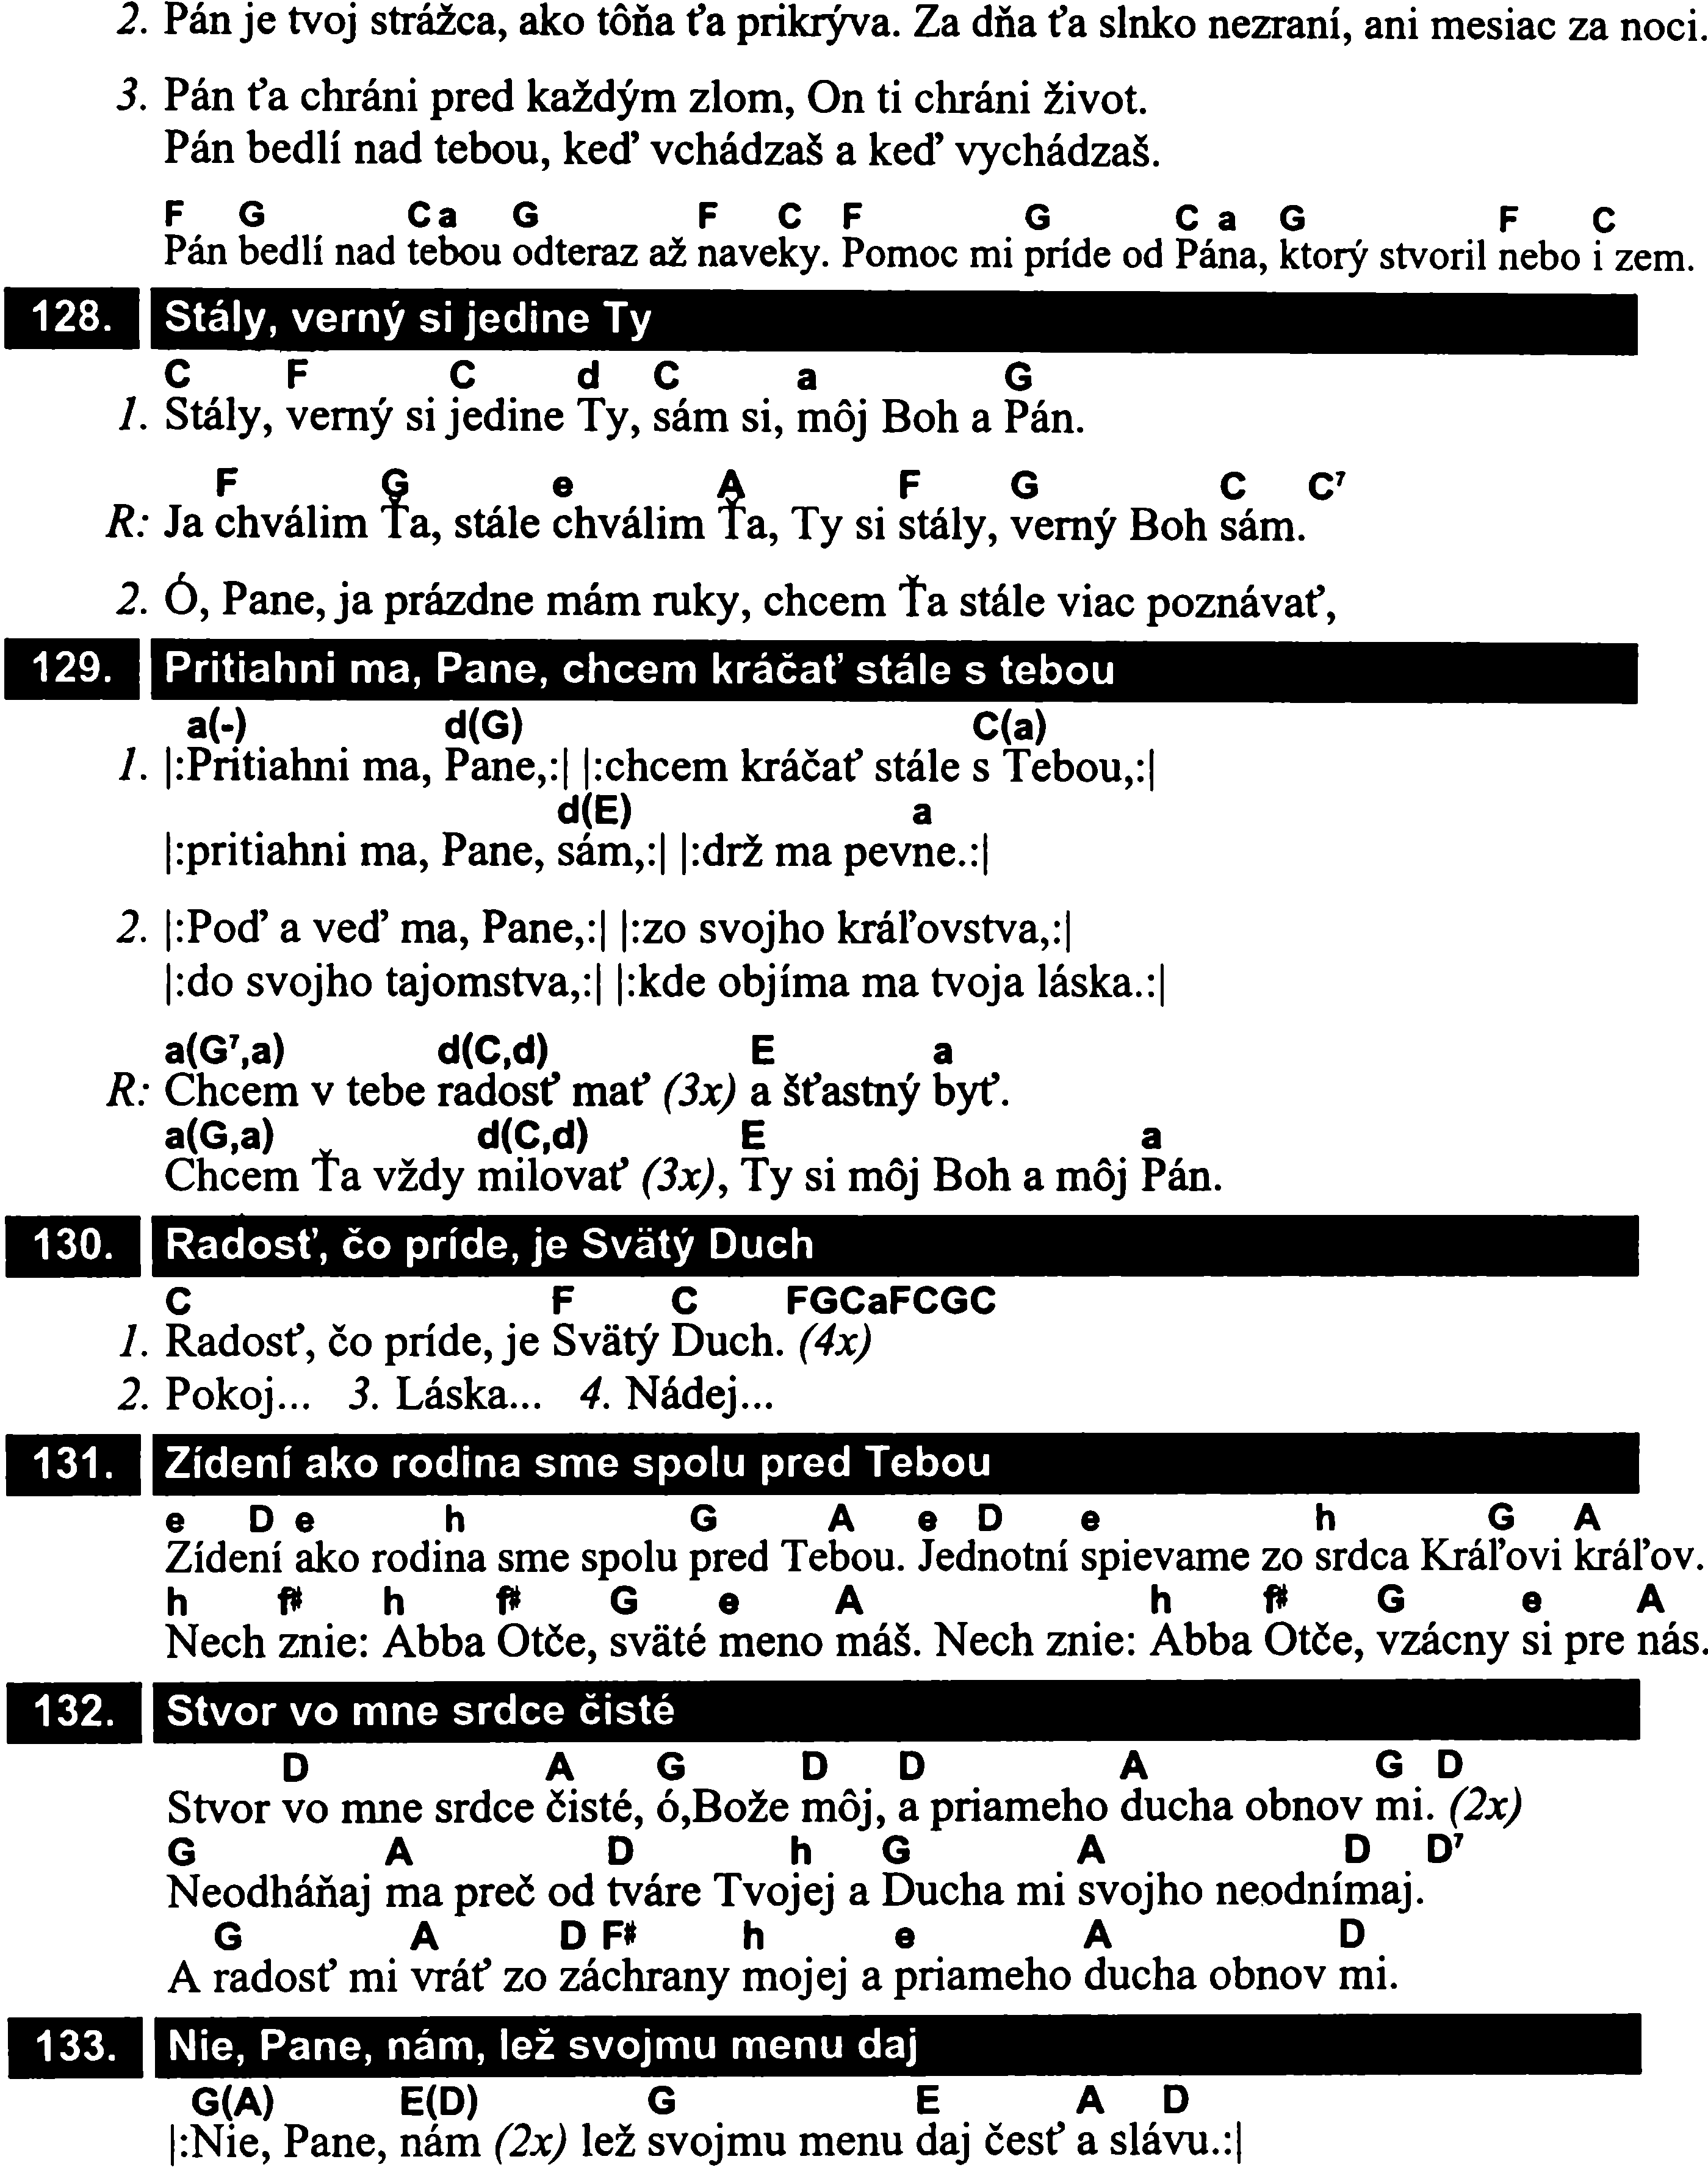 2. Pán je tvoj strážca, ako tôňa ťa prikrýva. Za dňa ťa slnko nezraní, ani mesiac za noci.
3. Pán ťa chráni pred každým zlom, On ti chráni život.
Pán bedlí nad tebou, keď vchádzaš a keď vychádzaš.
F G C a G F C F G C a G F C
Pán bedlí nad tebou odteraz až naveky. Pomoc mi príde od Pána, ktorý stvoril nebo i zem.
128. Stály, verný si jedine Ty
C F C d C a G
1. Stály, verný si jedine Ty, sám si, môj Boh a Pán.
F G e A F G C C⁷
R: Ja chválim Ťa, stále chválim Ťa, Ty si stály, verný Boh sám.
2. Ó, Pane, ja prázdne mám ruky, chcem Ťa stále viac poznávať,
129. Pritiahni ma, Pane, chcem kráčať stále s tebou
a(-) d(G) C(a)
1. |:Pritiahni ma, Pane,:| |:chcem kráčať stále s Tebou,:|
d(E) a
|:pritiahni ma, Pane, sám,:| |:drž ma pevne.:|
2. |:Poď a veď ma, Pane,:| |:zo svojho kráľovstva,:|
|:do svojho tajomstva,:| |:kde objíma ma tvoja láska.:|
a(G⁷,a) d(C,d) E a
R: Chcem v tebe radosť mať (3x) a šťastný byť.
a(G,a) d(C,d) E a
Chcem Ťa vždy milovať (3x), Ty si môj Boh a môj Pán.
130. Radosť, čo príde, je Svätý Duch
C F C FGCaFCGC
1. Radosť, čo príde, je Svätý Duch. (4x)
2. Pokoj... 3. Láska... 4. Nádej...
131. Zídení ako rodina sme spolu pred Tebou
e D e h G A e D e h G A
Zídení ako rodina sme spolu pred Tebou. Jednotní spievame zo srdca Kráľovi kráľov.
h f# h f# G e A h f# G e A
Nech znie: Abba Otče, sväté meno máš. Nech znie: Abba Otče, vzácny si pre nás.
132. Stvor vo mne srdce čisté
D A G D D A G D
Stvor vo mne srdce čisté, ó,Bože môj, a priameho ducha obnov mi. (2x)
G A D h G A D D⁷
Neodháňaj ma preč od tváre Tvojej a Ducha mi svojho neodnímaj.
G A D F# h e A D
A radosť mi vráť zo záchrany mojej a priameho ducha obnov mi.
133. Nie, Pane, nám, lež svojmu menu daj
G(A) E(D) G E A D
|:Nie, Pane, nám (2x) lež svojmu menu daj česť a slávu.:|